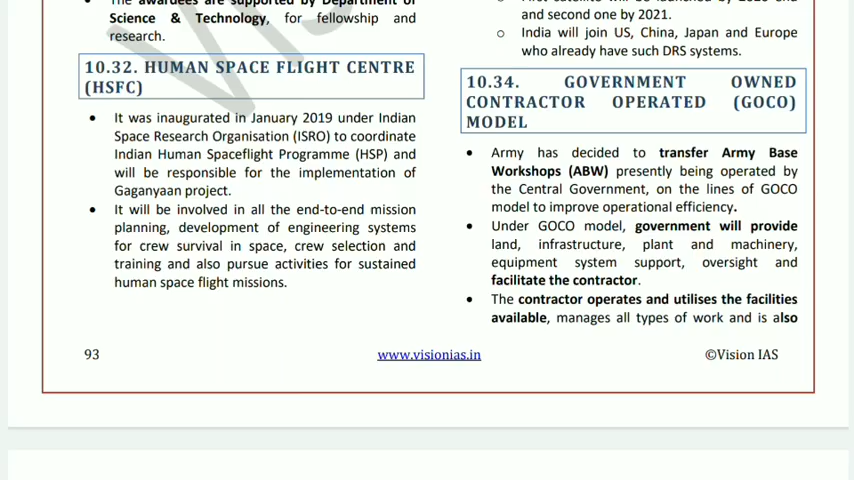 The awardees are supported by Department of
Science & Technology, for fellowship and
research.
10.32. HUMAN SPACE FLIGHT CENTRE
(HSFC)
• It was inaugurated in January 2019 under Indian
Space Research Organisation (ISRO) to coordinate
Indian Human Spaceflight Programme (HSP) and
will be responsible for the implementation of
Gaganyaan project.
• It will be involved in all the end-to-end mission
planning, development of engineering systems
for crew survival in space, crew selection and
training and also pursue activities for sustained
human space flight missions.
and second one by 2021.
o India will join US, China, Japan and Europe
who already have such DRS systems.
10.34. GOVERNMENT OWNED
CONTRACTOR OPERATED (GOCO)
MODEL
• Army has decided to transfer Army Base
Workshops (ABW) presently being operated by
the Central Government, on the lines of GOCO
model to improve operational efficiency.
• Under GOCO model, government will provide
land, infrastructure, plant and machinery,
equipment system support, oversight and
facilitate the contractor.
• The contractor operates and utilises the facilities
available, manages all types of work and is also
93
www.visionias.in
©Vision IAS